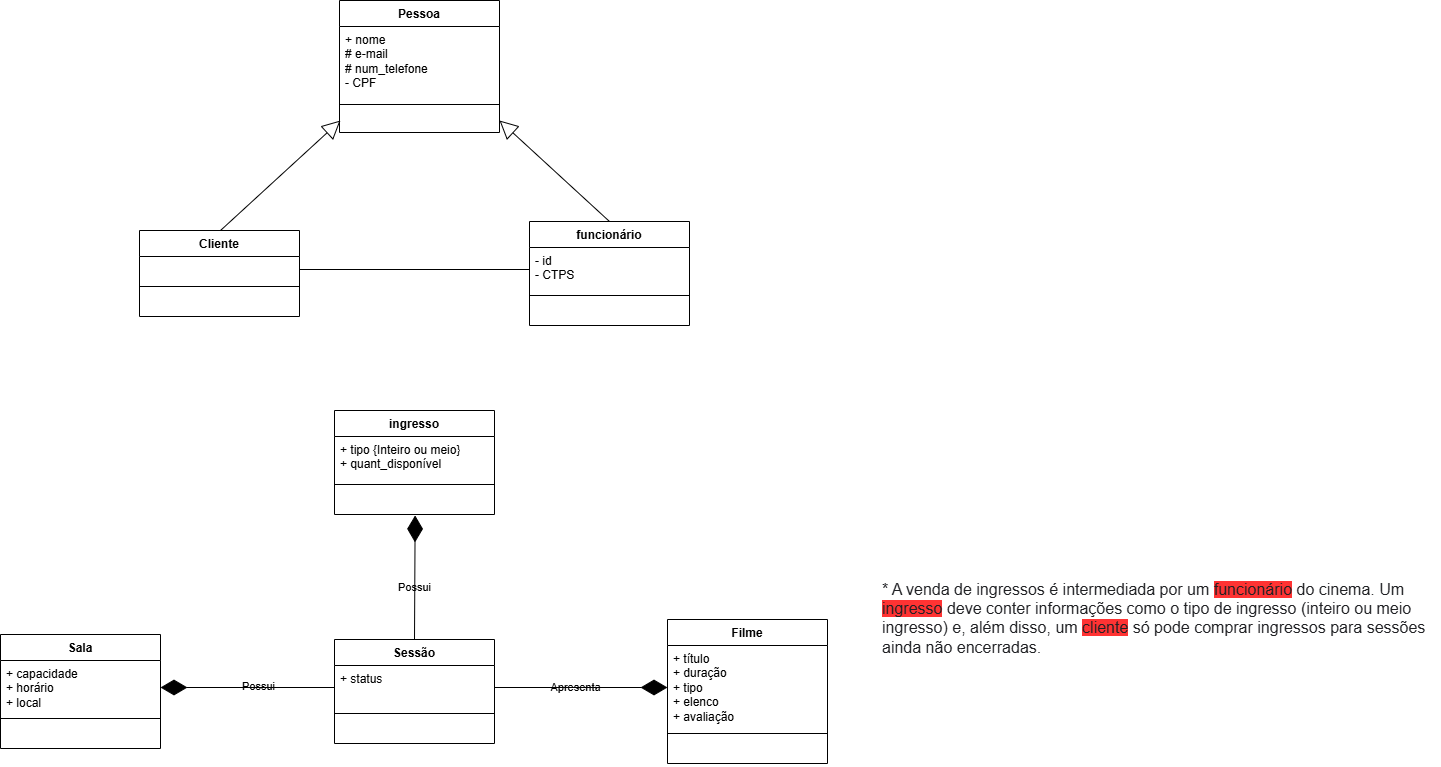 Pessoa
+ nome
# e-mail
# num_telefone
- CPF
Cliente
funcionário
- id
- CTPS
ingresso
+ tipo {Inteiro ou meio}
+ quant_disponível
Possui
Sala
+ capacidade
+ horário
+ local
Possui
Sessão
+ status
Apresenta
Filme
+ título
+ duração
+ tipo
+ elenco
+ avaliação
* A venda de ingressos é intermediada por um funcionário do cinema. Um
ingresso deve conter informações como o tipo de ingresso (inteiro ou meio
ingresso) e, além disso, um cliente só pode comprar ingressos para sessões
ainda não encerradas.